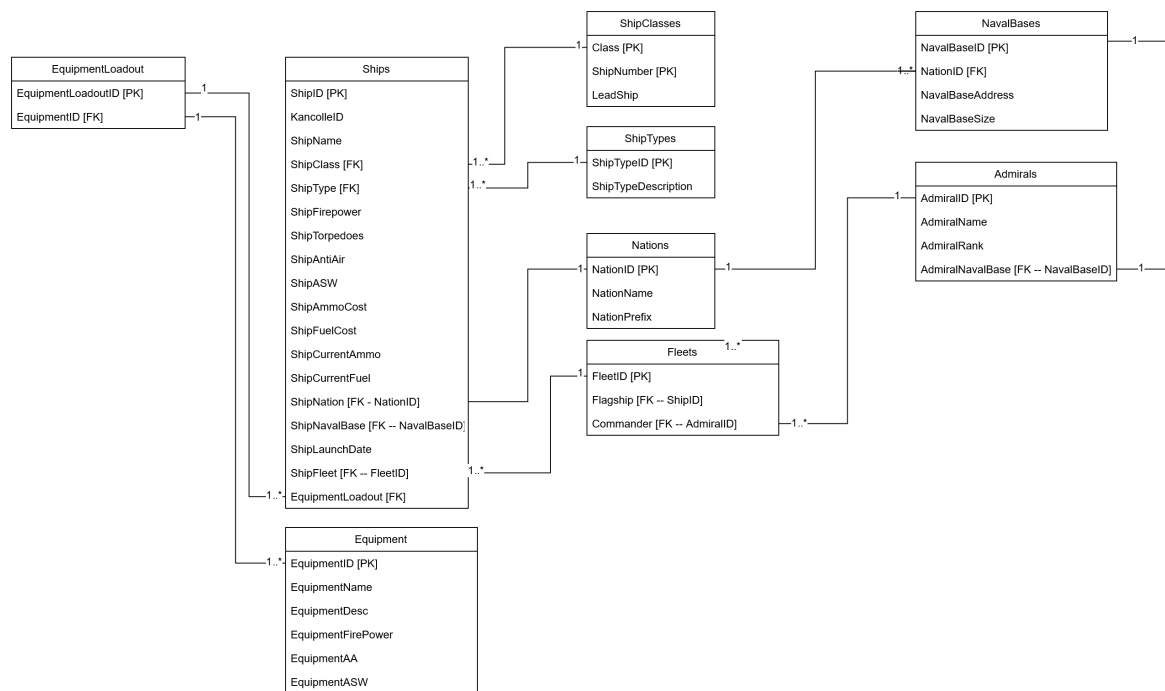 EquipmentLoadout
EquipmentLoadoutID [PK]
EquipmentID [FK]
1
1
Ships
ShipID [PK]
KancolleID
ShipName
ShipClass [FK]
1..*
ShipType [FK]
1..*
ShipFirepower
ShipTorpedoes
ShipAntiAir
ShipASW
ShipAmmoCost
ShipFuelCost
ShipCurrentAmmo
ShipCurrentFuel
ShipNation [FK - NationID]
ShipNavalBase [FK -- NavalBaseID]
ShipLaunchDate
ShipFleet [FK -- FleetID]
1..*
1..*
EquipmentLoadout [FK]
Equipment
1..*
EquipmentID [PK]
EquipmentName
EquipmentDesc
EquipmentFirePower
EquipmentAA
EquipmentASW
ShipClasses
1
Class [PK]
ShipNumber [PK]
LeadShip
ShipTypes
1
ShipTypeID [PK]
ShipTypeDescription
Nations
1
NationID [PK]
1
NationName
NationPrefix
Fleets
1..*
1
FleetID [PK]
Flagship [FK -- ShipID]
Commander [FK -- AdmiralID]
1..*
NavalBases
NavalBaseID [PK]
1
1..*
NationID [FK]
NavalBaseAddress
NavalBaseSize
Admirals
1
AdmiralID [PK]
AdmiralName
AdmiralRank
AdmiralNavalBase [FK -- NavalBaseID]
1